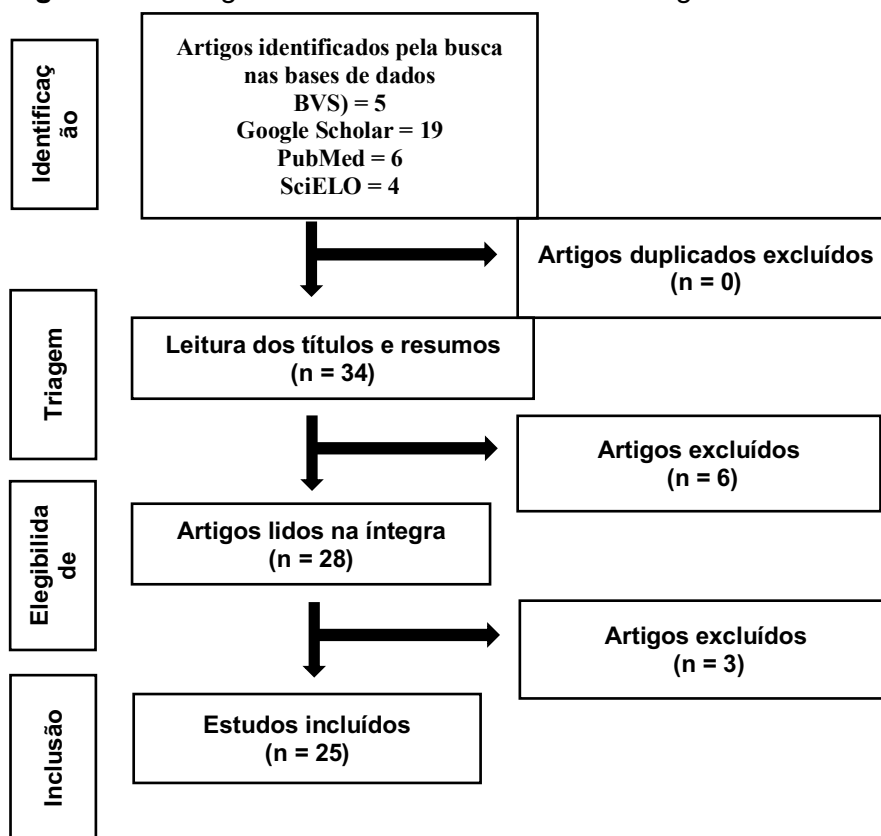 Identificaç
ão
Artigos identificados pela busca
nas bases de dados
BVS) = 5
Google Scholar = 19
PubMed = 6
SciELO = 4
Artigos duplicados excluídos
(n = 0)
Triagem
Leitura dos títulos e resumos
(n = 34)
Artigos excluídos
(n = 6)
Elegibilida
de
Artigos lidos na íntegra
(n = 28)
Artigos excluídos
(n = 3)
Inclusão
Estudos incluídos
(n = 25)